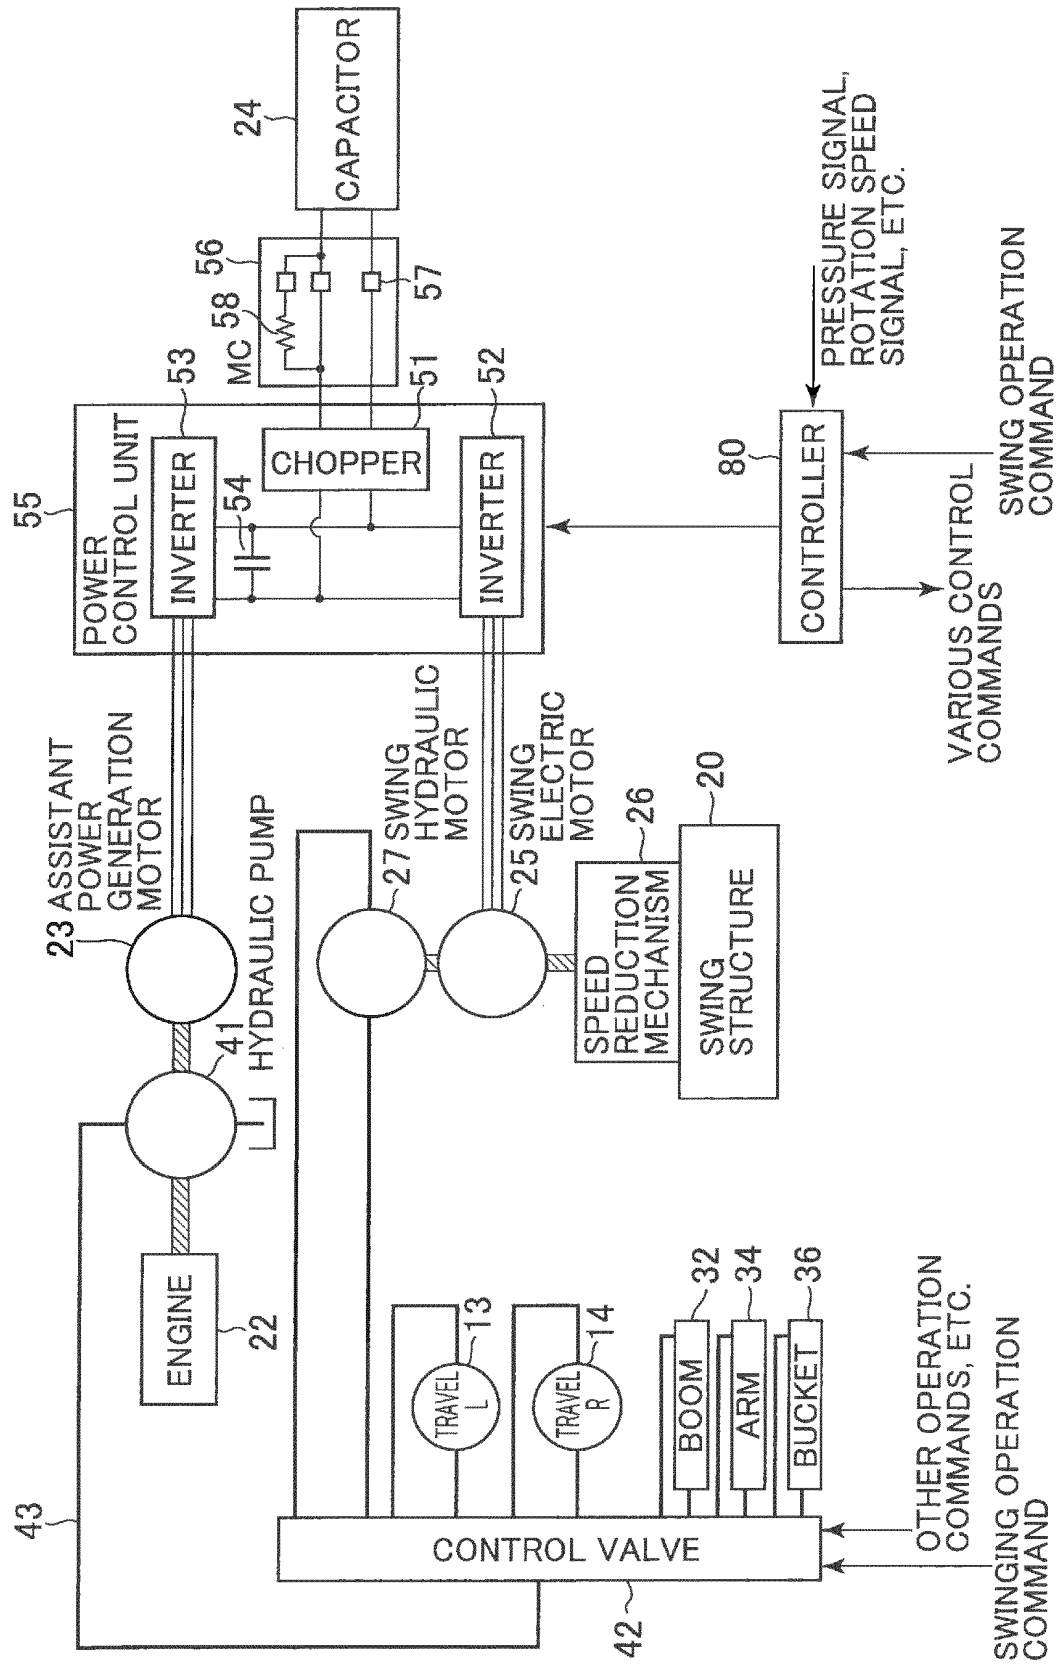 43
22
ENGINE
41
HYDRAULIC PUMP
23
ASSISTANT
POWER
GENERATION
MOTOR
55
POWER
CONTROL UNIT
53
INVERTER
54
CHOPPER
51
52
INVERTER
MC
58
56
57
24
CAPACITOR
27
SWING
HYDRAULIC
MOTOR
25
SWING
ELECTRIC
MOTOR
26
SPEED
REDUCTION
MECHANISM
20
SWING
STRUCTURE
80
CONTROLLER
PRESSURE SIGNAL,
ROTATION SPEED
SIGNAL, ETC.
SWING OPERATION
COMMAND
VARIOUS CONTROL
COMMANDS
13
TRAVEL
L
14
TRAVEL
R
32
BOOM
34
ARM
36
BUCKET
42
CONTROL VALVE
OTHER OPERATION
COMMANDS, ETC.
SWINGING OPERATION
COMMAND